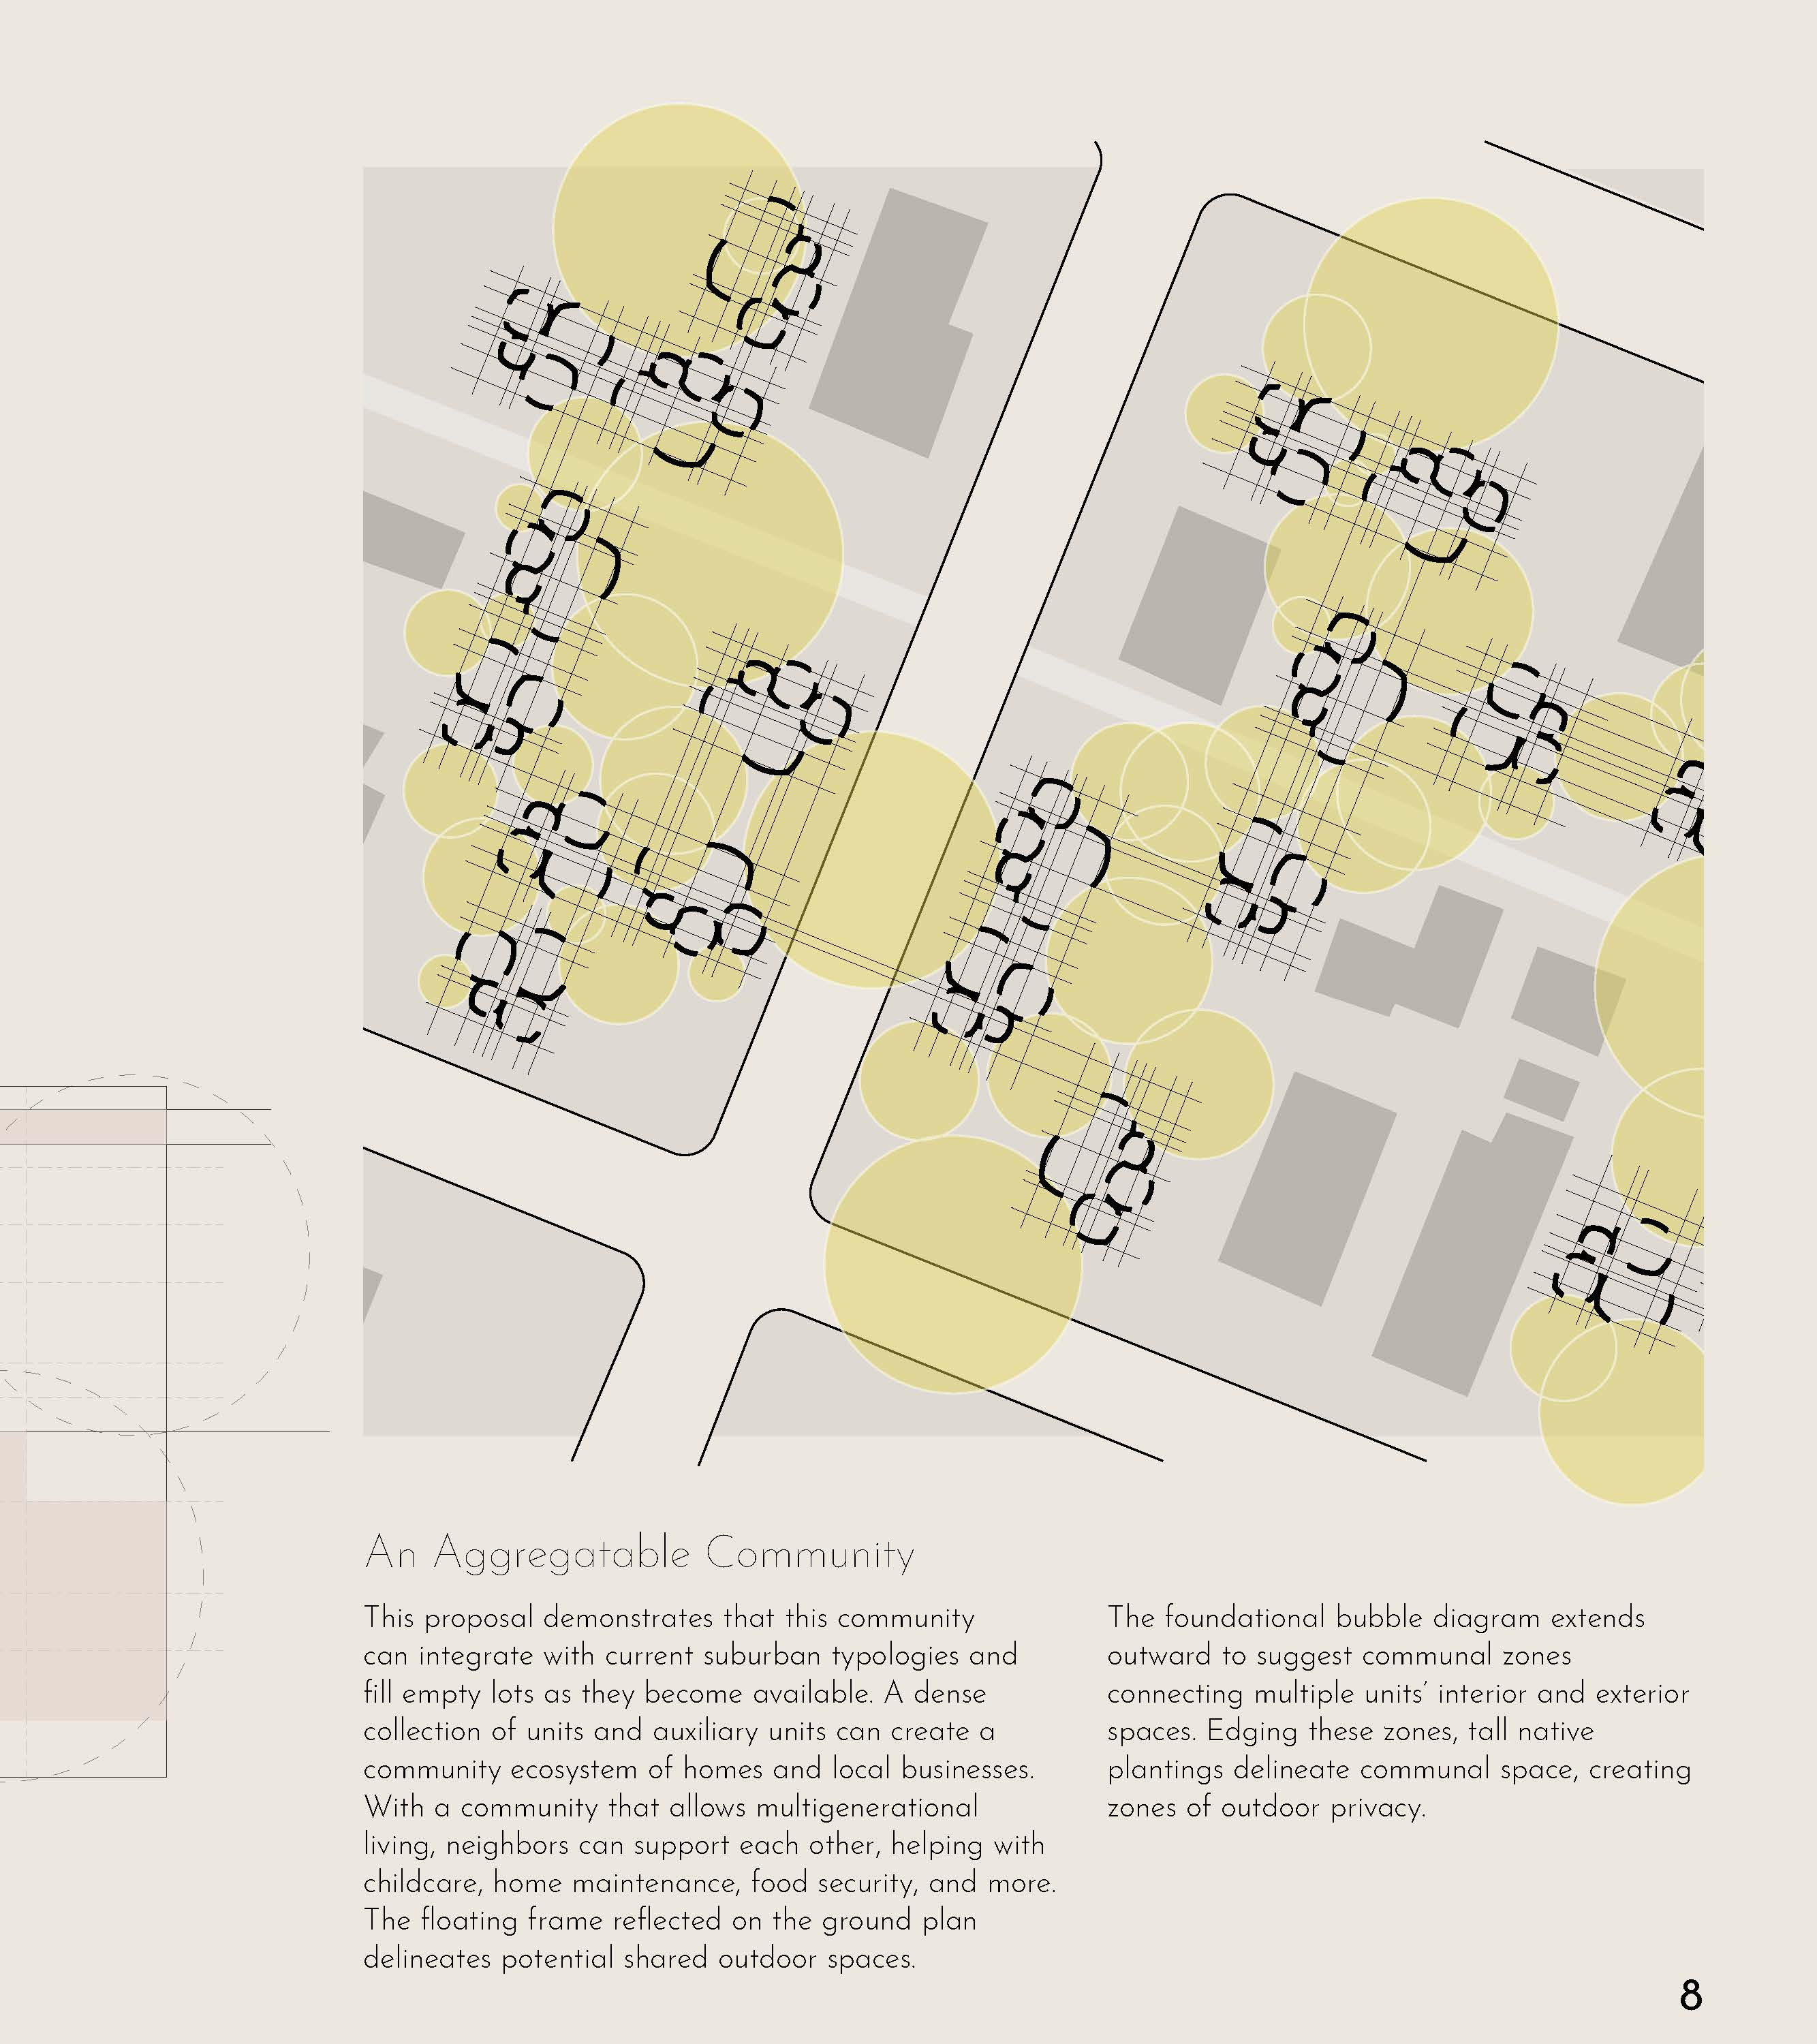 An Aggregatable Community
This proposal demonstrates that this community
can integrate with current suburban typologies and
fill empty lots as they become available. A dense
collection of units and auxiliary units can create a
community ecosystem of homes and local businesses.
With a community that allows multigenerational
living, neighbors can support each other, helping with
childcare, home maintenance, food security, and more.
The floating frame reflected on the ground plan
delineates potential shared outdoor spaces.
The foundational bubble diagram extends
outward to suggest communal zones
connecting multiple units’ interior and exterior
spaces. Edging these zones, tall native
plantings delineate communal space, creating
zones of outdoor privacy.
8